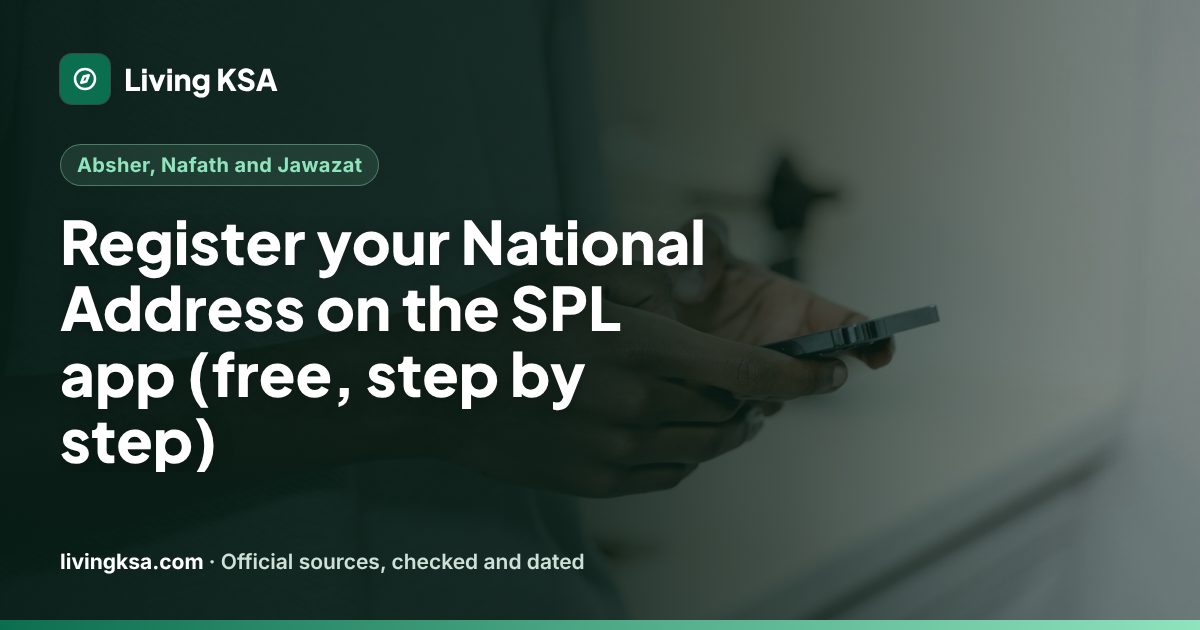 Living KSA
Absher, Nafath and Jawazat
Register your National
Address on the SPL
app (free, step by
step)
livingksa.com · Official sources, checked and dated